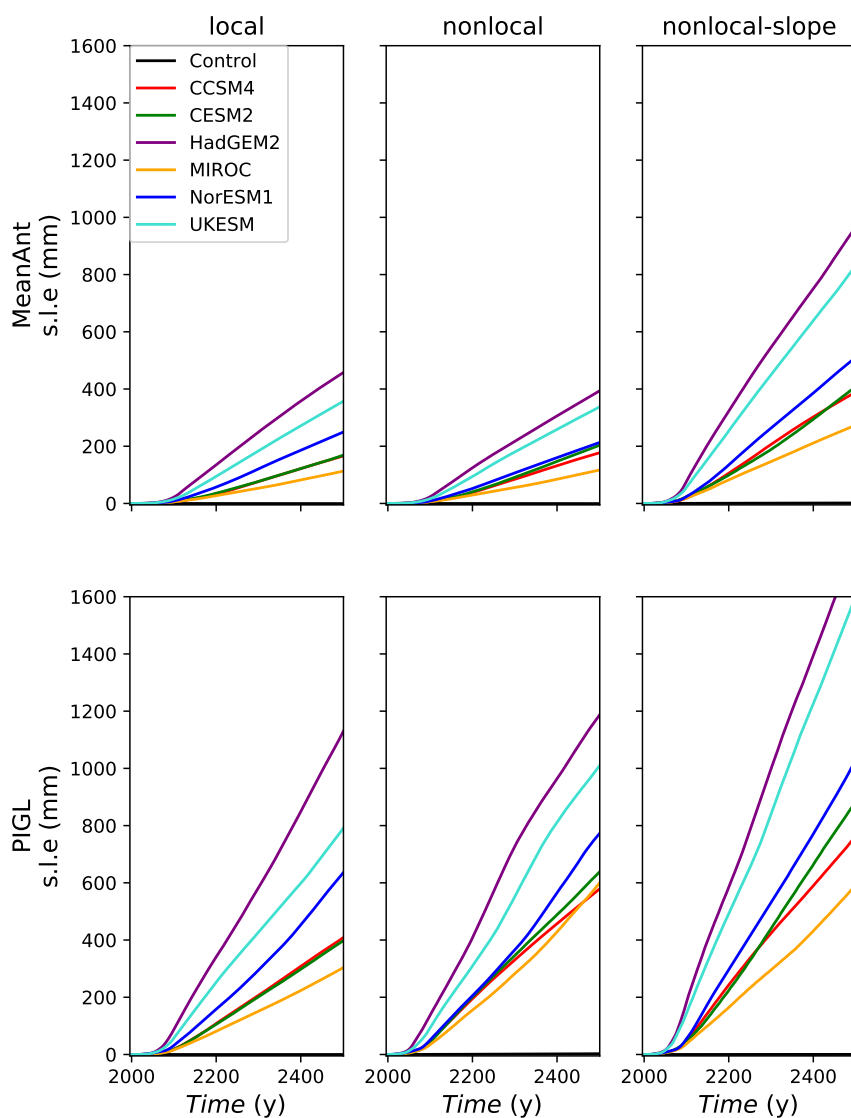 local nonlocal nonlocal-slope
1600
1400
1200
1000
800
600
400
200
0
MeanAnt
s.l.e (mm)
Control
CCSM4
CESM2
HadGEM2
MIROC
NorESM1
UKESM
1600
1400
1200
1000
800
600
400
200
0
PIGL
s.l.e (mm)
2000 2200 2400 2000 2200 2400 2000 2200 2400
Time (y) Time (y) Time (y)